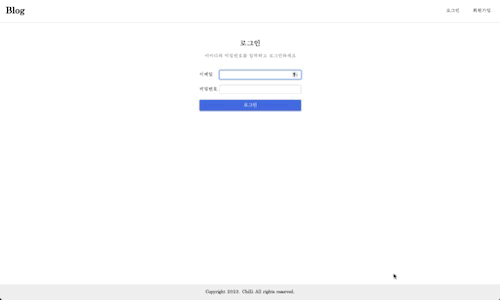 Blog
로그인 회원가입
로그인
아이디와 비밀번호를 입력하고 로그인하세요
이메일
비밀번호
로그인
Copyright 2023. Chilli All rights reserved.